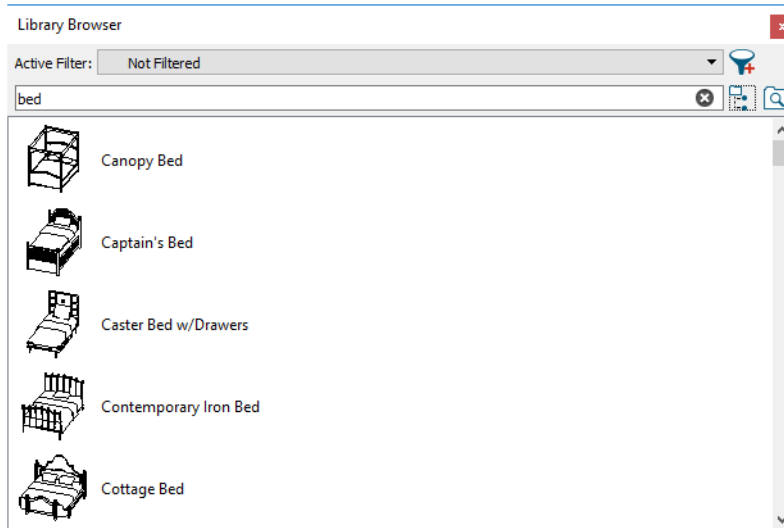 Library Browser
Active Filter: Not Filtered
bed
Canopy Bed
Captain's Bed
Caster Bed w/Drawers
Contemporary Iron Bed
Cottage Bed